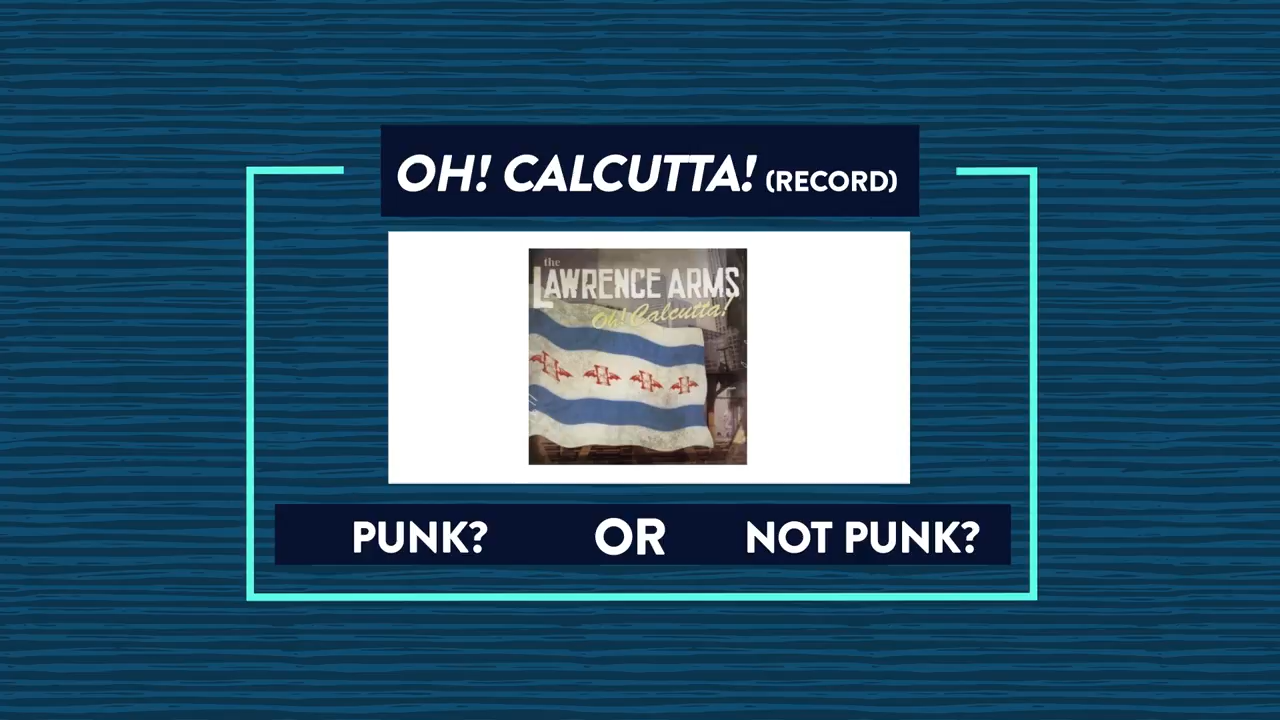 OH! CALCUTTA! (RECORD)
the
LAWRENCE ARMS
Oh! Calcutta!
PUNK? OR NOT PUNK?